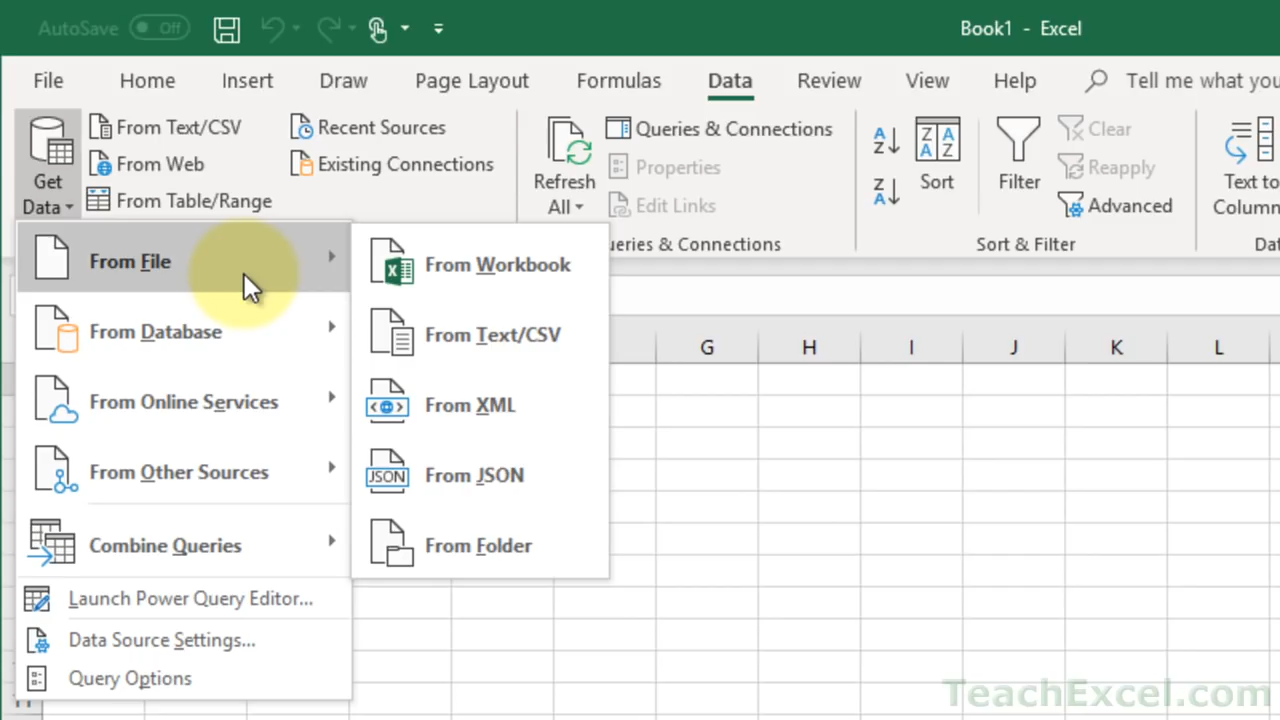 AutoSave Off
Book1 - Excel
File Home Insert Draw Page Layout Formulas Data Review View Help Tell me what you
Get Data
From Text/CSV
From Web
From Table/Range
Recent Sources
Existing Connections
Refresh All
Queries & Connections
Properties
Edit Links
ueries & Connections
A
Z
Z
A
Z A
A Z
Sort
Filter
Clear
Reapply
Advanced
Sort & Filter
Text to
Column
Dat
From File
From Database
From Online Services
From Other Sources
Combine Queries
Launch Power Query Editor...
Data Source Settings...
Query Options
From Workbook
From Text/CSV
From XML
JSON
From JSON
From Folder
G H I J K L
TeachExcel.com